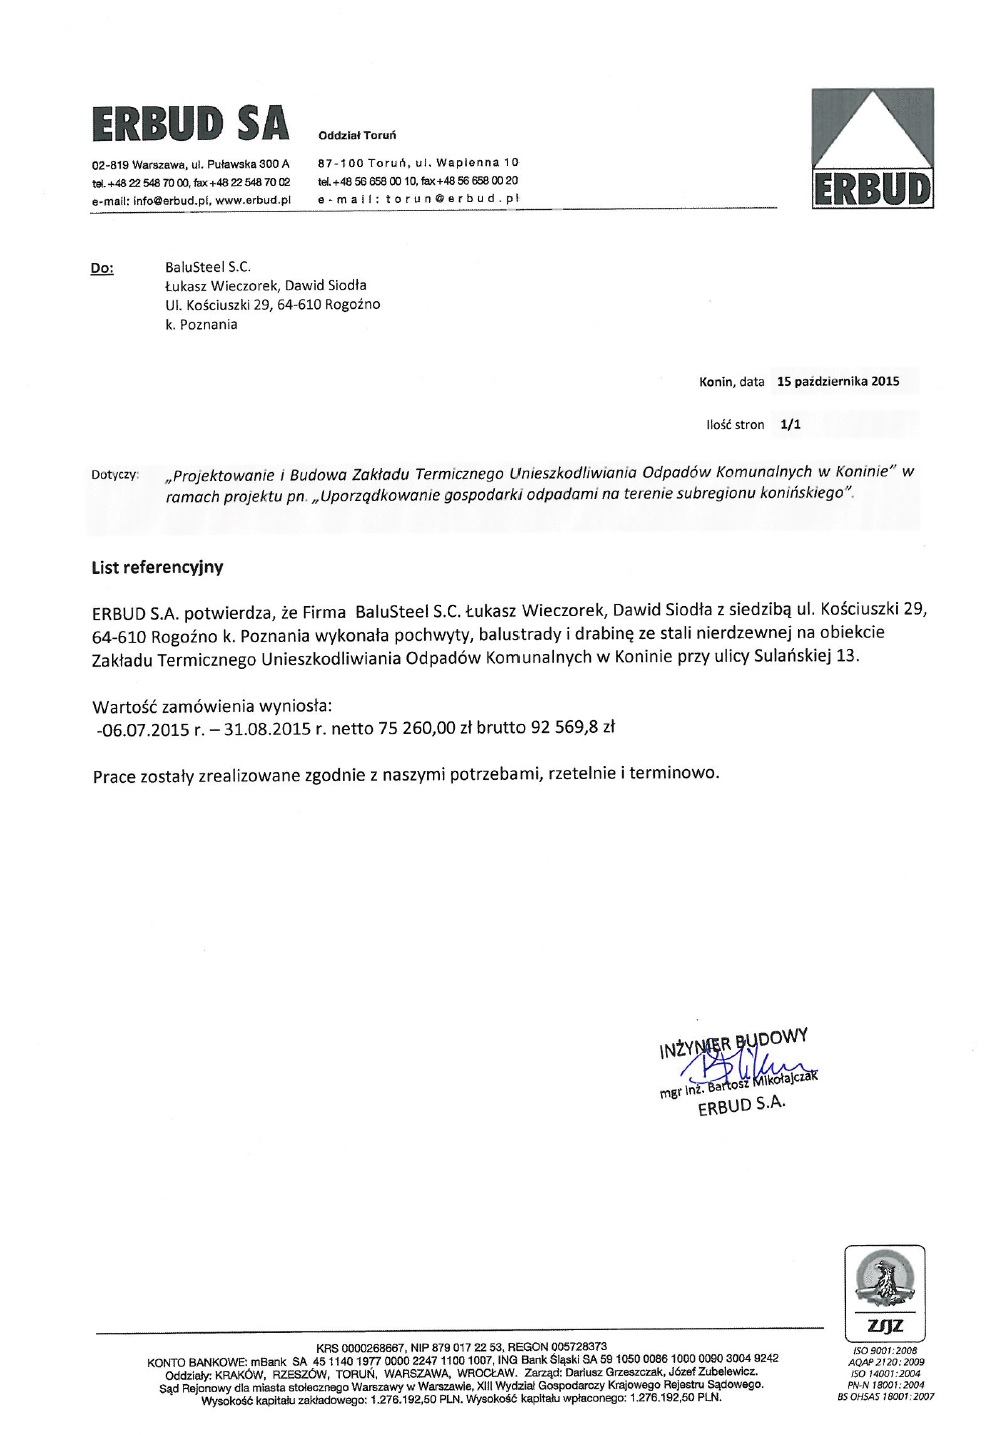 ERBUD SA
Oddział Toruń
02-819 Warszawa, ul. Puławska 300 A
tel.+48 22 548 70 00, fax +48 22 548 70 02
e-mail: info@erbud.pl, www.erbud.pl
87-100 Toruń, ul. Wapienna 10
tel.+48 56 658 00 10, fax+48 56 658 00 20
e-mail: torun@erbud.pl
ERBUD
Do: BaluSteel S.C.
Łukasz Wieczorek, Dawid Siodła
Ul. Kościuszki 29, 64-610 Rogoźno
k. Poznania
Konin, data 15 października 2015
Ilość stron 1/1
Dotyczy: „Projektowanie i Budowa Zakładu Termicznego Unieszkodliwiania Odpadów Komunalnych w Koninie” w
ramach projektu pn. „Uporządkowanie gospodarki odpadami na terenie subregionu konińskiego”.
List referencyjny
ERBUD S.A. potwierdza, że Firma BaluSteel S.C. Łukasz Wieczorek, Dawid Siodła z siedzibą ul. Kościuszki 29,
64-610 Rogoźno k. Poznania wykonała pochwyty, balustrady i drabinę ze stali nierdzewnej na obiekcie
Zakładu Termicznego Unieszkodliwiania Odpadów Komunalnych w Koninie przy ulicy Sulańskiej 13.
Wartość zamówienia wyniosła:
-06.07.2015 r. – 31.08.2015 r. netto 75 260,00 zł brutto 92 569,8 zł
Prace zostały zrealizowane zgodnie z naszymi potrzebami, rzetelnie i terminowo.
INŻYNIER BUDOWY
mgr inż. Bartosz Mikołajczak
ERBUD S.A.
ZSJZ
KRS 0000268667, NIP 879 017 22 53, REGON 005728373
KONTO BANKOWE: mBank SA 45 1140 1977 0000 2247 1100 1007, ING Bank Śląski SA 59 1050 0086 1000 0090 3004 9242
Oddziały: KRAKÓW, RZESZÓW, TORUŃ, WARSZAWA, WROCŁAW. Zarząd: Dariusz Grzeszczak, Józef Zubelewicz.
Sąd Rejonowy dla miasta stołecznego Warszawy w Warszawie, XIII Wydział Gospodarczy Krajowego Rejestru Sądowego.
Wysokość kapitału zakładowego: 1.276.192,50 PLN. Wysokość kapitału wpłaconego: 1.276.192,50 PLN.
ISO 9001:2008
AQAP 2120:2009
ISO 14001:2004
PN-N 18001:2004
BS OHSAS 18001:2007